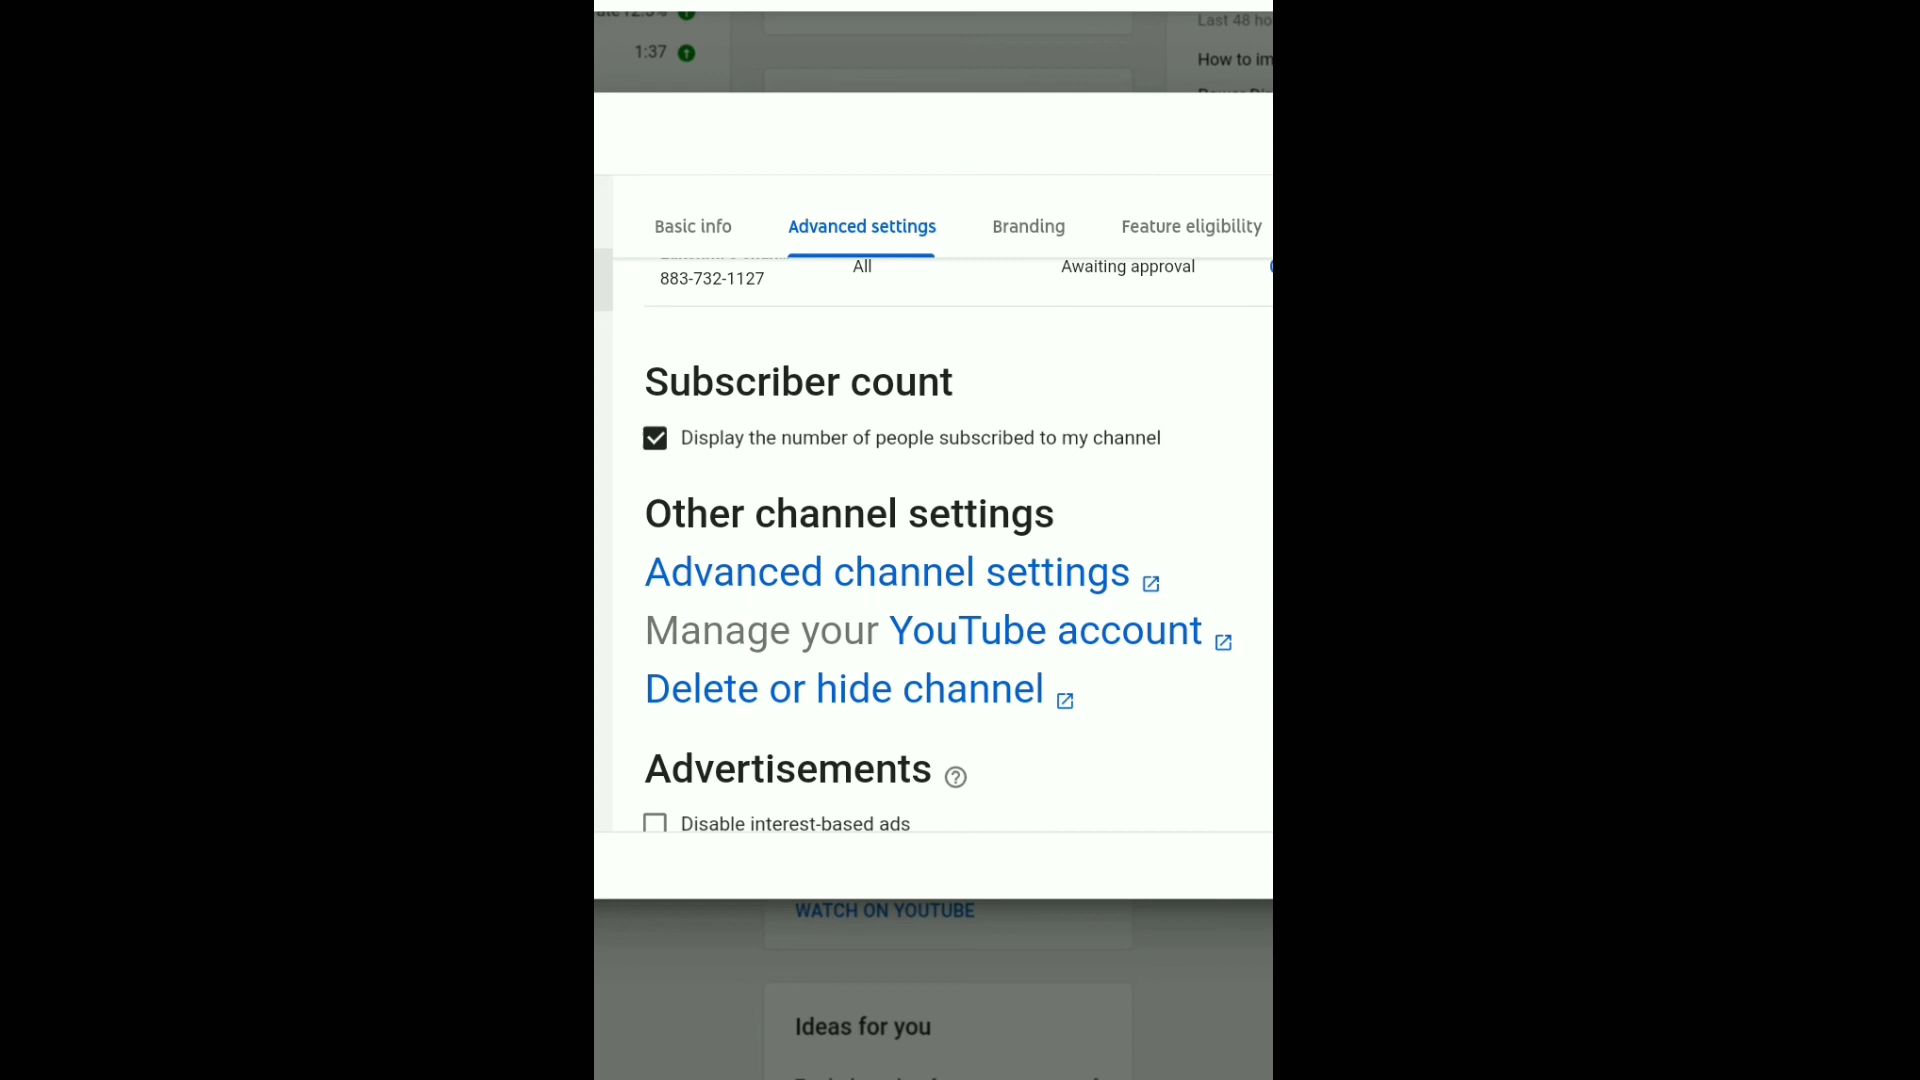 12.5%
Last 48 ho
1:37
How to im
Basic info
Advanced settings
Branding
Feature eligibility
883-732-1127
All
Awaiting approval
Subscriber count
Display the number of people subscribed to my channel
Other channel settings
Advanced channel settings
Manage your YouTube account
Delete or hide channel
Advertisements
Disable interest-based ads
WATCH ON YOUTUBE
Ideas for you